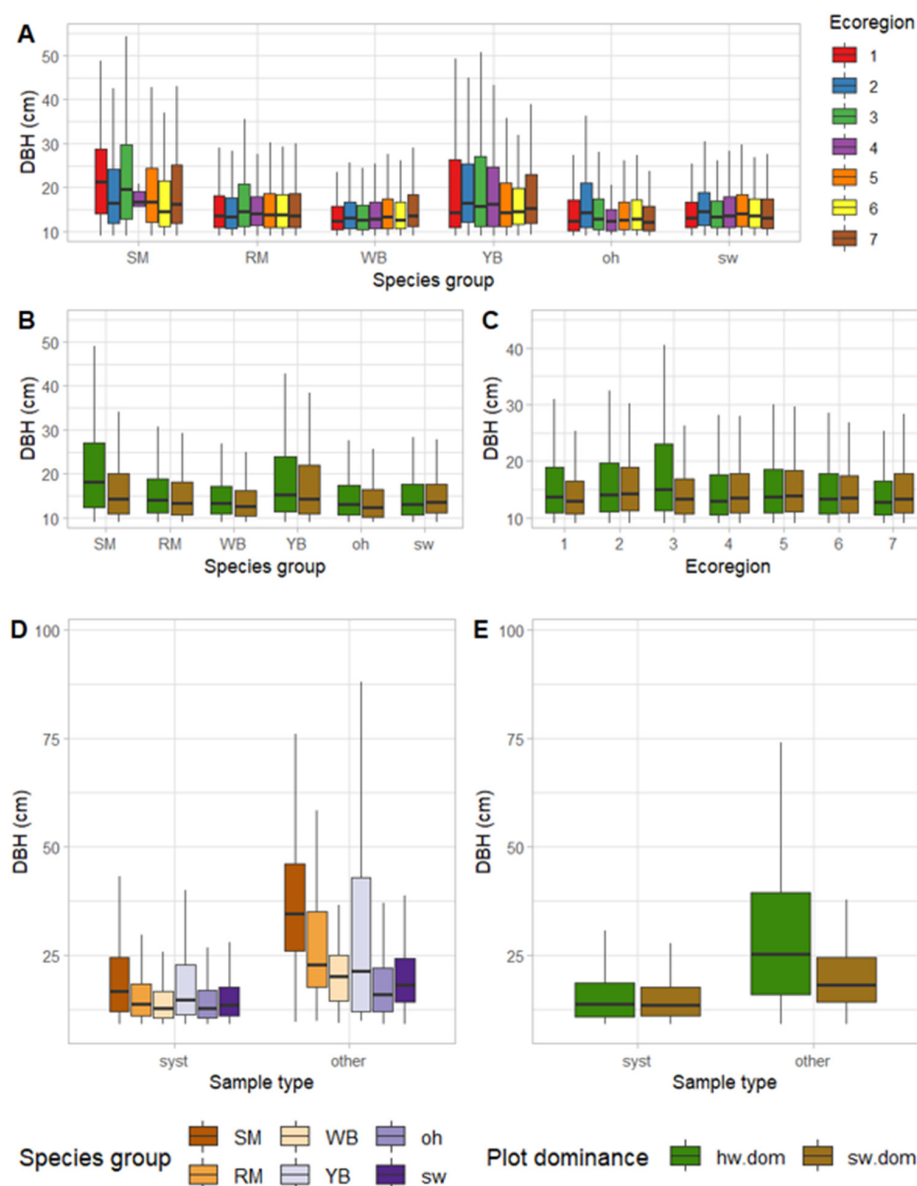 A
DBH (cm)
50
40
30
20
10
SM RM WB YB oh sw
Species group
Ecoregion
1
2
3
4
5
6
7
B
DBH (cm)
50
40
30
20
10
SM RM WB YB oh sw
Species group
C
DBH (cm)
40
30
20
10
1 2 3 4 5 6 7
Ecoregion
D
DBH (cm)
100
75
50
25
syst other
Sample type
E
DBH (cm)
100
75
50
25
syst other
Sample type
Species group
SM WB oh
RM YB sw
Plot dominance hw.dom sw.dom